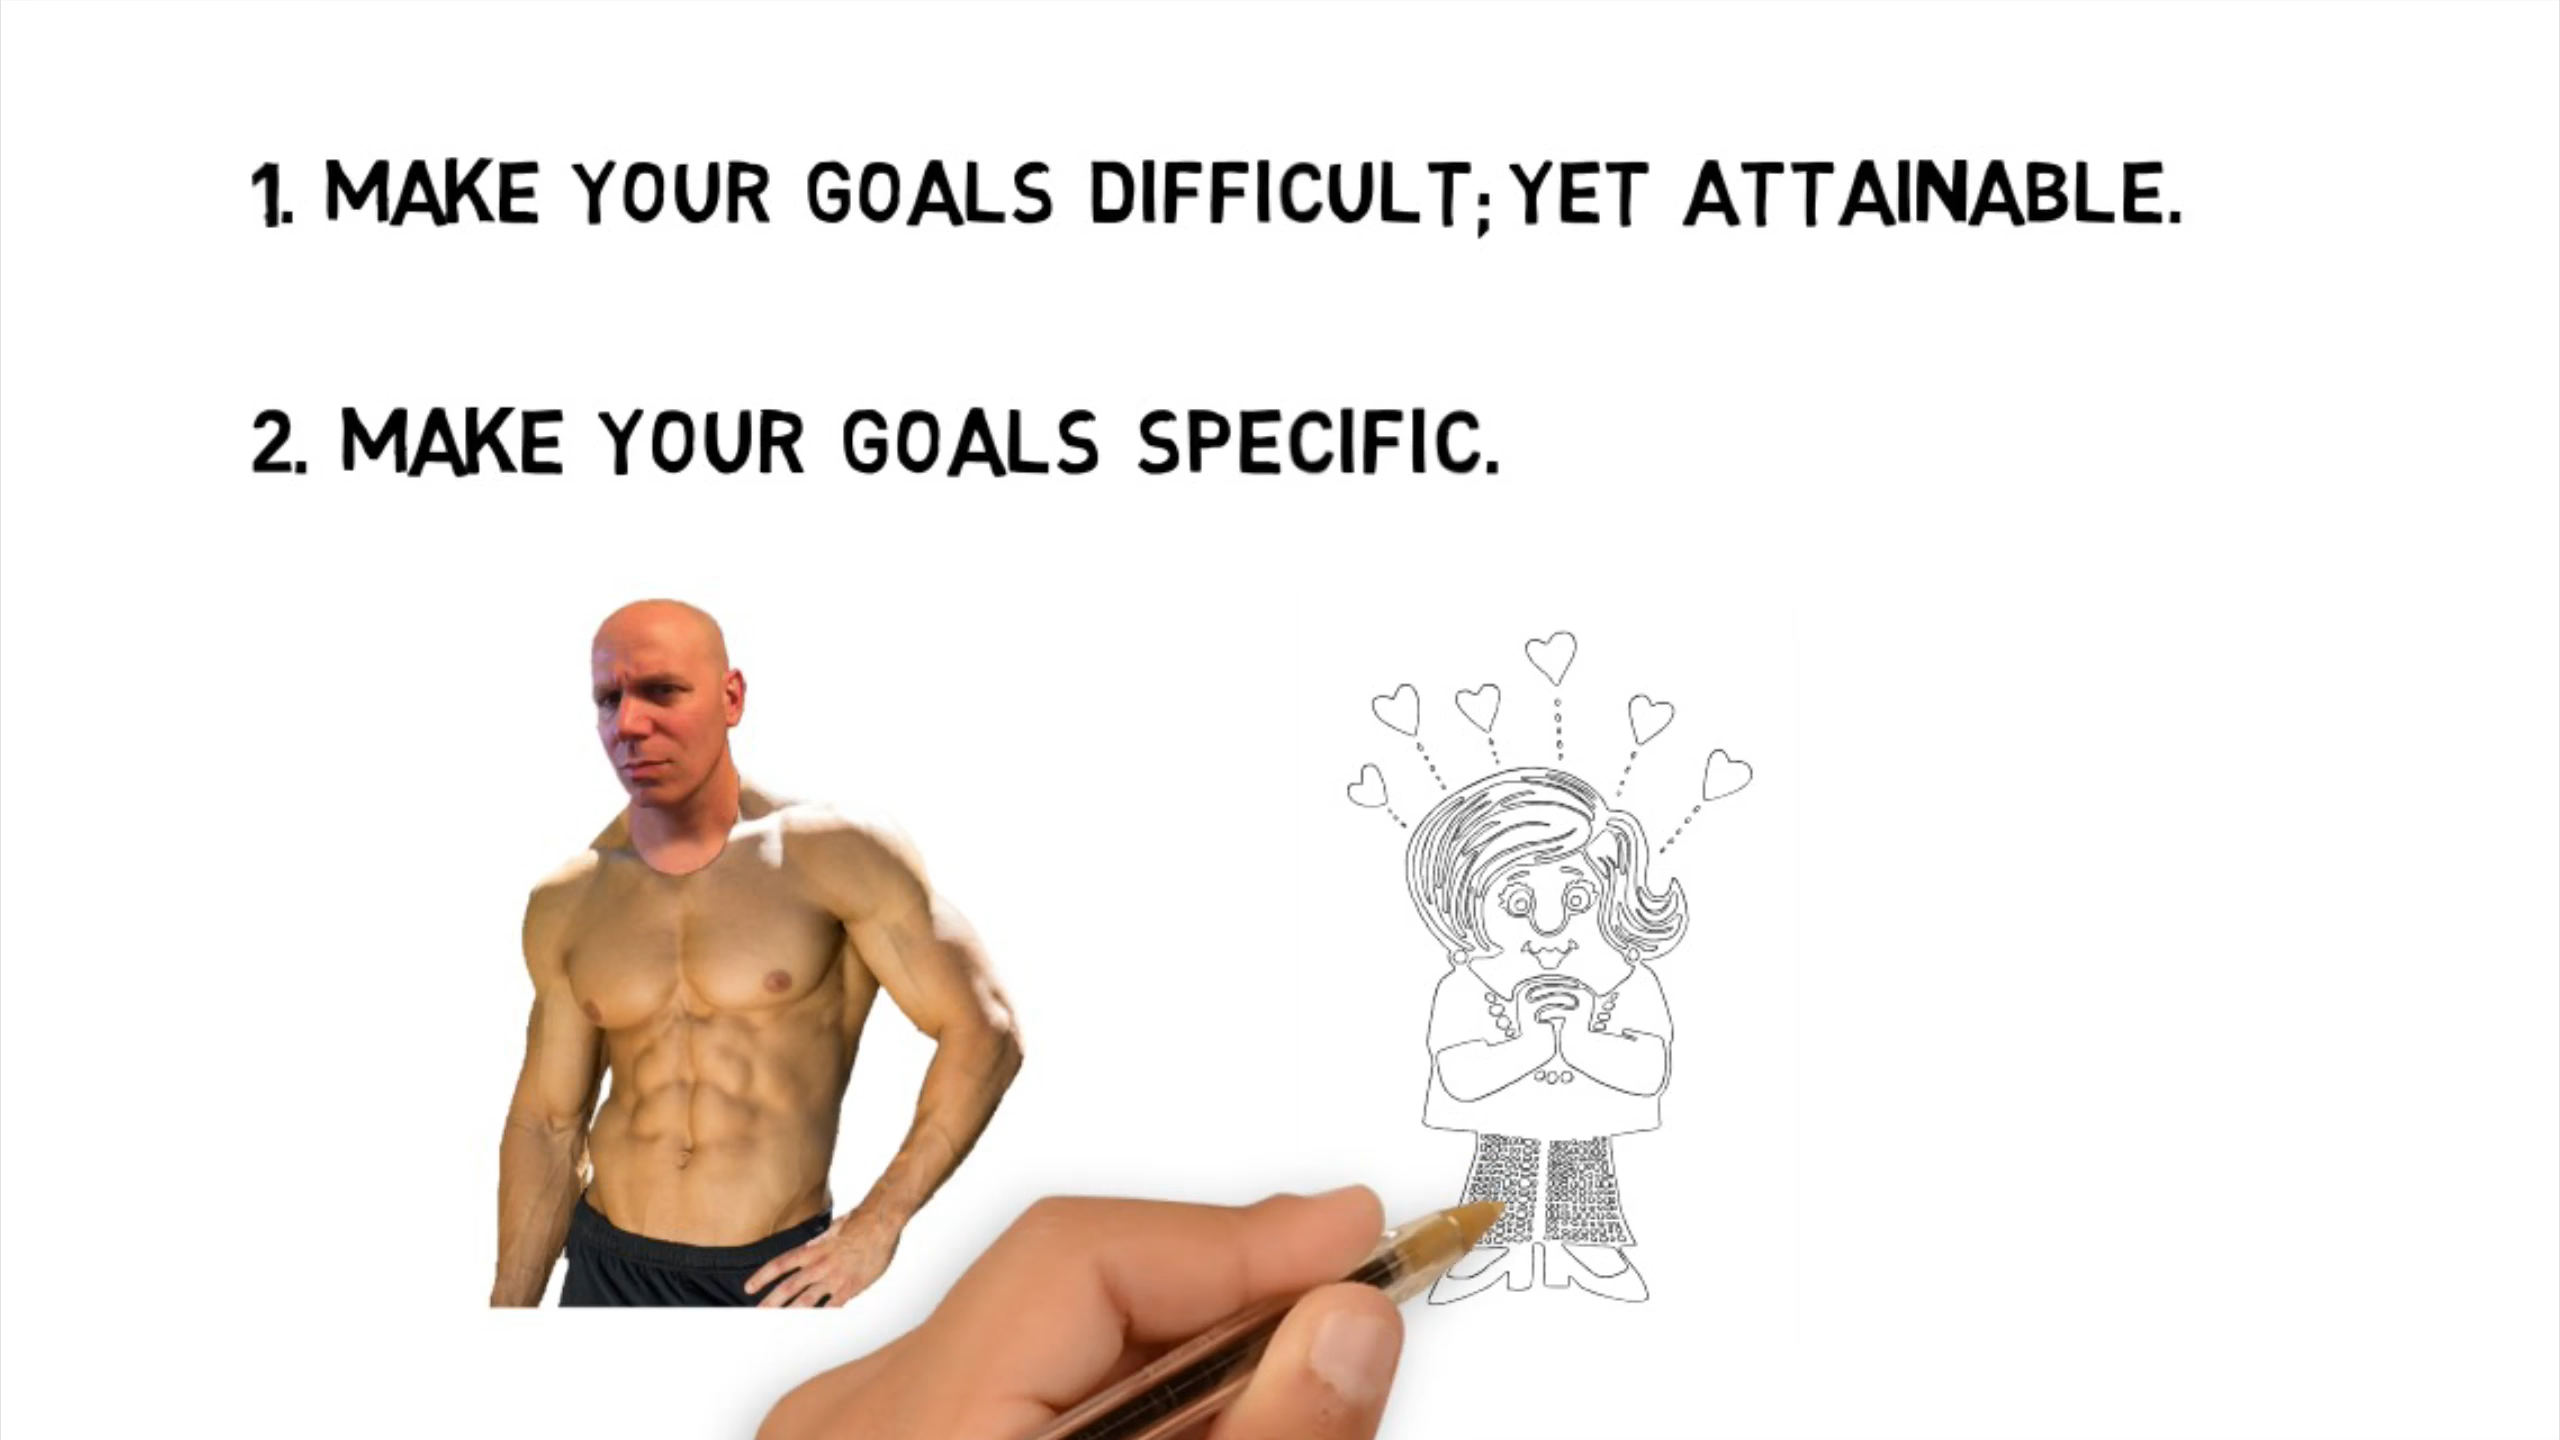 1. MAKE YOUR GOALS DIFFICULT; YET ATTAINABLE.
2. MAKE YOUR GOALS SPECIFIC.